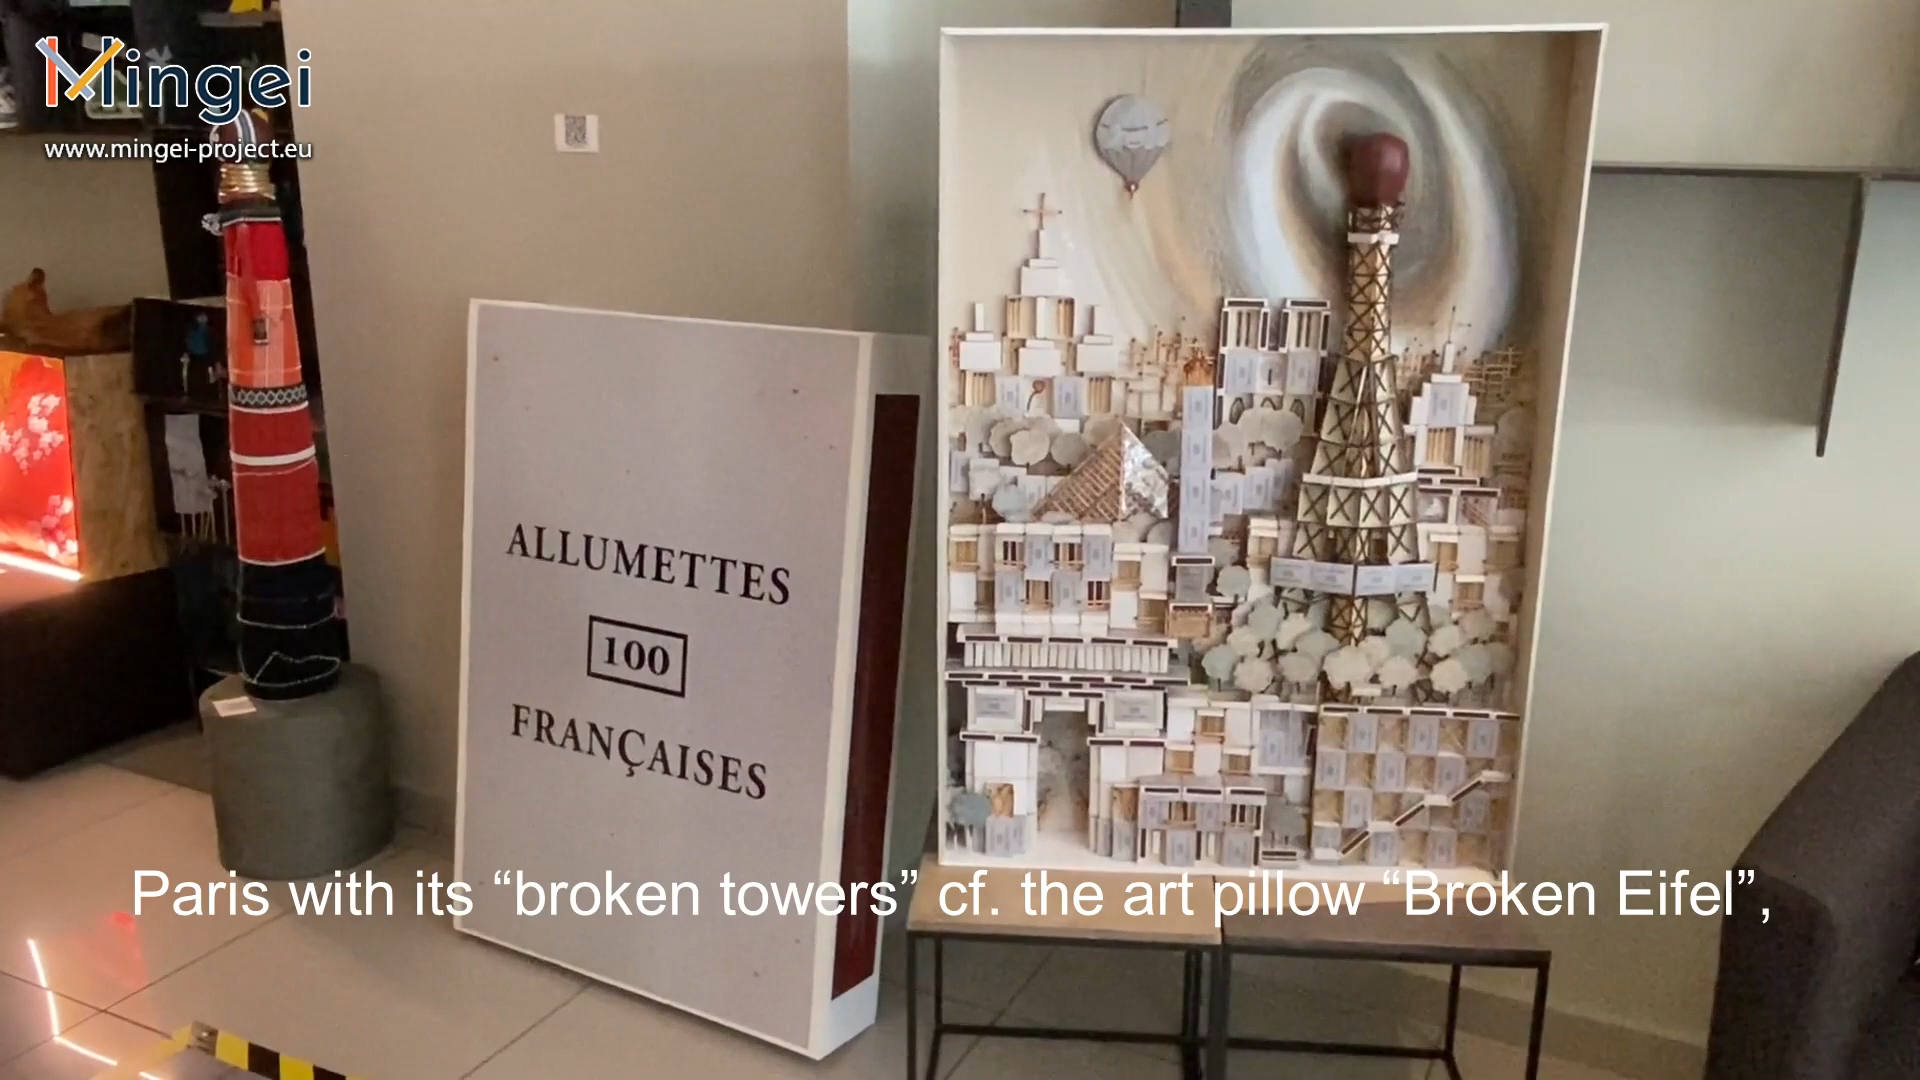 Mingei
www.mingei-project.eu
ALLUMETTES
100
FRANÇAISES
Paris with its “broken towers” cf. the art pillow “Broken Eifel”,